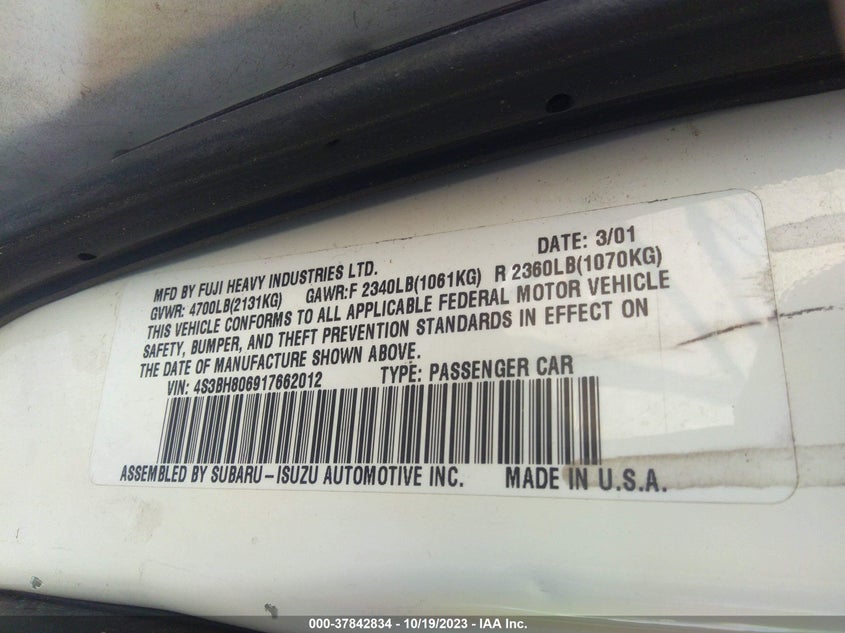 MFD BY FUJI HEAVY INDUSTRIES LTD. DATE: 3/01
GVWR: 4700LB(2131KG) GAWR:F 2340LB(1061KG) R 2360LB(1070KG)
THIS VEHICLE CONFORMS TO ALL APPLICABLE FEDERAL MOTOR VEHICLE
SAFETY, BUMPER, AND THEFT PREVENTION STANDARDS IN EFFECT ON
THE DATE OF MANUFACTURE SHOWN ABOVE.
VIN: 4S3BH806917662012 TYPE: PASSENGER CAR
ASSEMBLED BY SUBARU-ISUZU AUTOMOTIVE INC. MADE IN U.S.A.
000-37842834 - 10/19/2023 - IAA Inc.